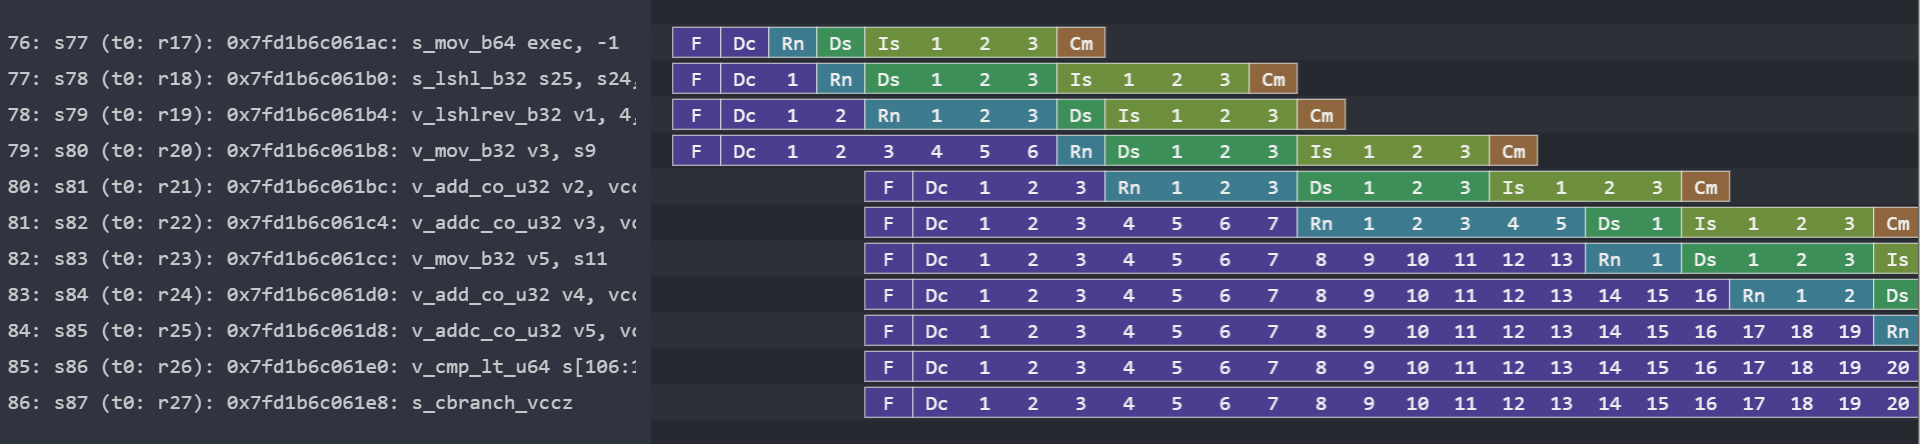 76: s77 (t0: r17): 0x7fd1b6c061ac: s_mov_b64 exec, -1 F Dc Rn Ds Is 1 2 3 Cm
77: s78 (t0: r18): 0x7fd1b6c061b0: s_lshl_b32 s25, s24, F Dc 1 Rn Ds 1 2 3 Is 1 2 3 Cm
78: s79 (t0: r19): 0x7fd1b6c061b4: v_lshlrev_b32 v1, 4, F Dc 1 2 Rn 1 2 3 Ds Is 1 2 3 Cm
79: s80 (t0: r20): 0x7fd1b6c061b8: v_mov_b32 v3, s9 F Dc 1 2 3 4 5 6 Rn Ds 1 2 3 Is 1 2 3 Cm
80: s81 (t0: r21): 0x7fd1b6c061bc: v_add_co_u32 v2, vcc F Dc 1 2 3 Rn 1 2 3 Ds 1 2 3 Is 1 2 3 Cm
81: s82 (t0: r22): 0x7fd1b6c061c4: v_addc_co_u32 v3, vc F Dc 1 2 3 4 5 6 7 Rn 1 2 3 4 5 Ds 1 Is 1 2 3 Cm
82: s83 (t0: r23): 0x7fd1b6c061cc: v_mov_b32 v5, s11 F Dc 1 2 3 4 5 6 7 8 9 10 11 12 13 Rn 1 Ds 1 2 3 Is
83: s84 (t0: r24): 0x7fd1b6c061d0: v_add_co_u32 v4, vcc F Dc 1 2 3 4 5 6 7 8 9 10 11 12 13 14 15 16 Rn 1 2 Ds
84: s85 (t0: r25): 0x7fd1b6c061d8: v_addc_co_u32 v5, vc F Dc 1 2 3 4 5 6 7 8 9 10 11 12 13 14 15 16 17 18 19 Rn
85: s86 (t0: r26): 0x7fd1b6c061e0: v_cmp_lt_u64 s[106:1 F Dc 1 2 3 4 5 6 7 8 9 10 11 12 13 14 15 16 17 18 19 20
86: s87 (t0: r27): 0x7fd1b6c061e8: s_cbranch_vccz F Dc 1 2 3 4 5 6 7 8 9 10 11 12 13 14 15 16 17 18 19 20